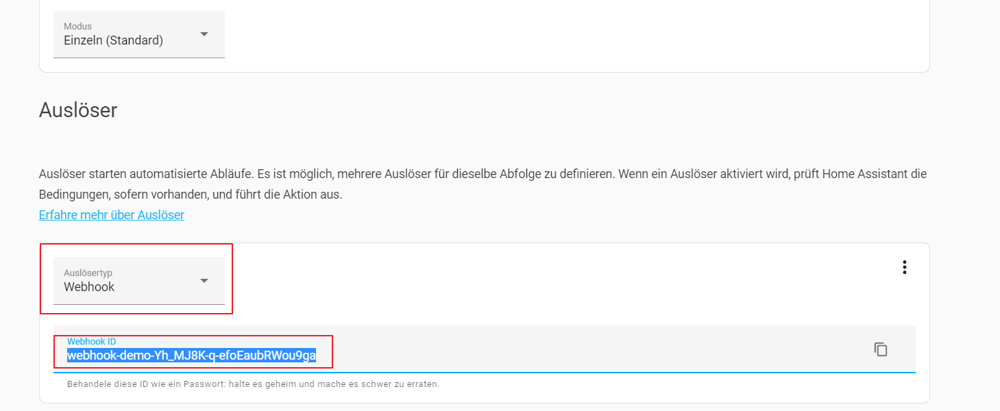 Modus
Einzeln (Standard)
Auslöser
Auslöser starten automatisierte Abläufe. Es ist möglich, mehrere Auslöser für dieselbe Abfolge zu definieren. Wenn ein Auslöser aktiviert wird, prüft Home Assistant die
Bedingungen, sofern vorhanden, und führt die Aktion aus.
Erfahre mehr über Auslöser
Auslösertyp
Webhook
Webhook ID
webhook-demo-Yh_MJ8K-q-efoEaubRWou9ga
Behandele diese ID wie ein Passwort: halte es geheim und mache es schwer zu erraten.